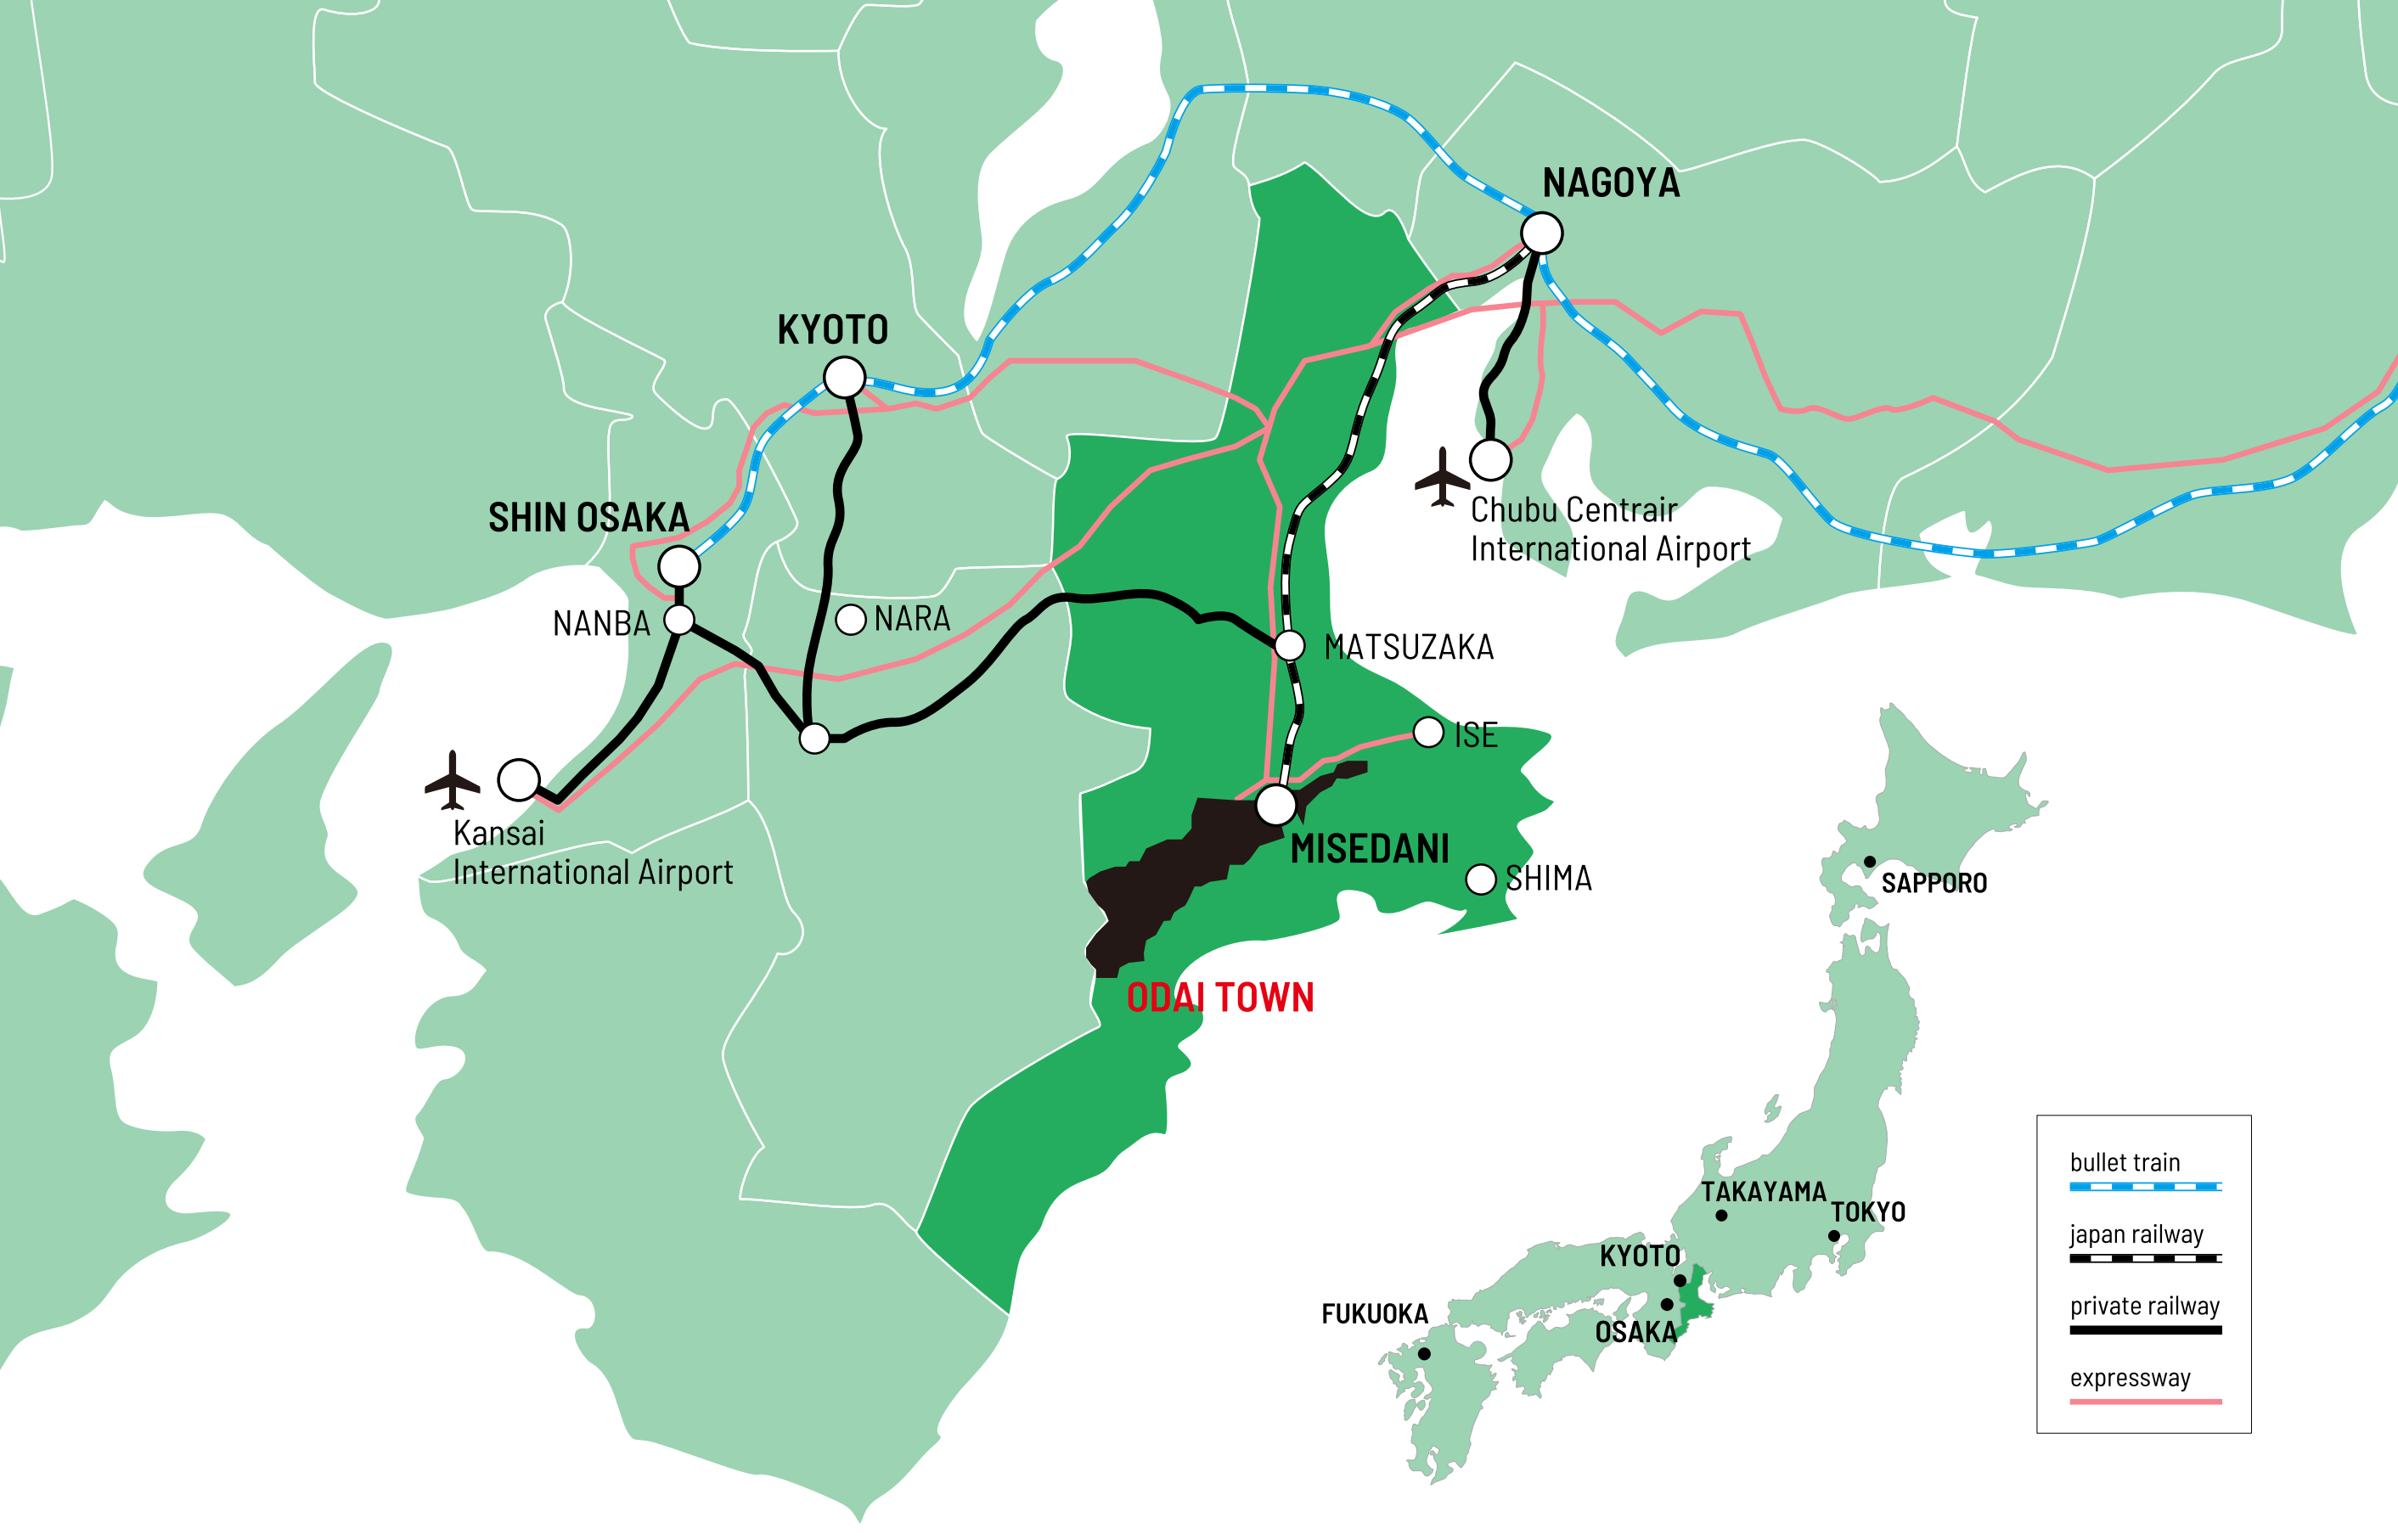 NAGOYA
KYOTO
SHIN OSAKA
Chubu Centrair
International Airport
NANBA
NARA
MATSUZAKA
ISE
Kansai
International Airport
MISEDANI
SHIMA
ODAI TOWN
SAPPORO
TAKAYAMA
TOKYO
KYOTO
FUKUOKA
OSAKA
bullet train
japan railway
private railway
expressway